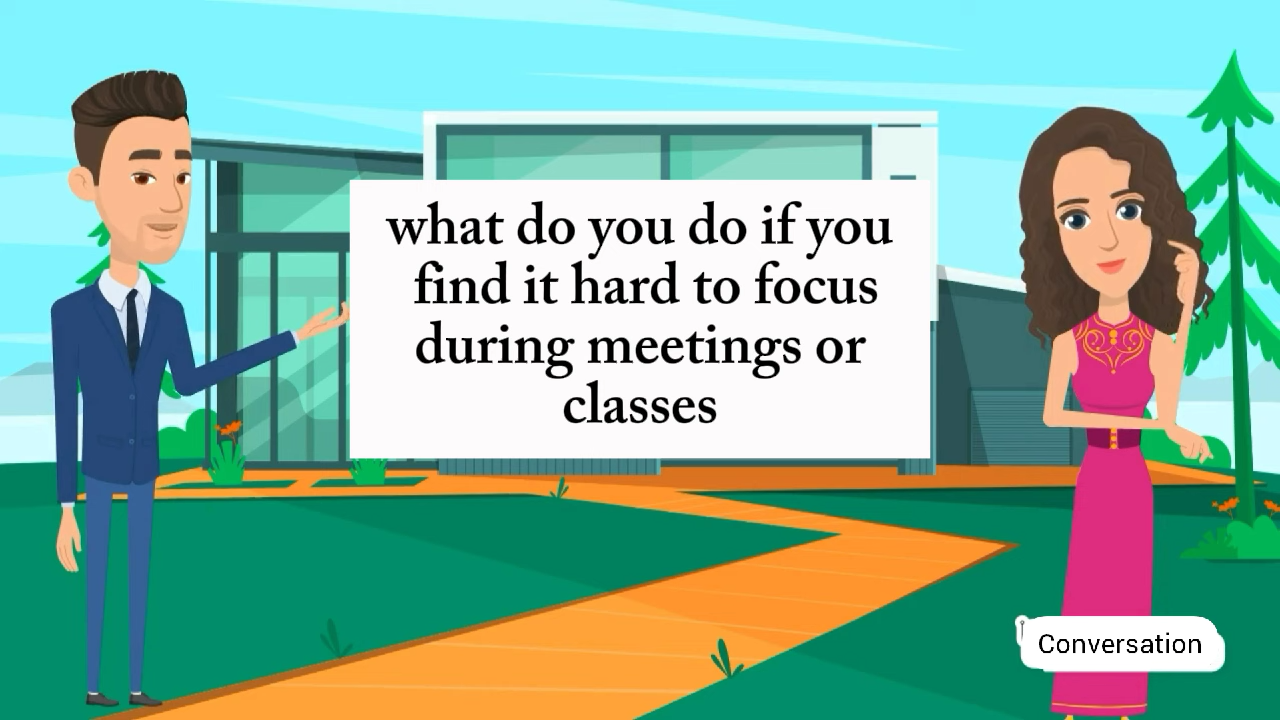 what do you do if you
find it hard to focus
during meetings or
classes
Conversation